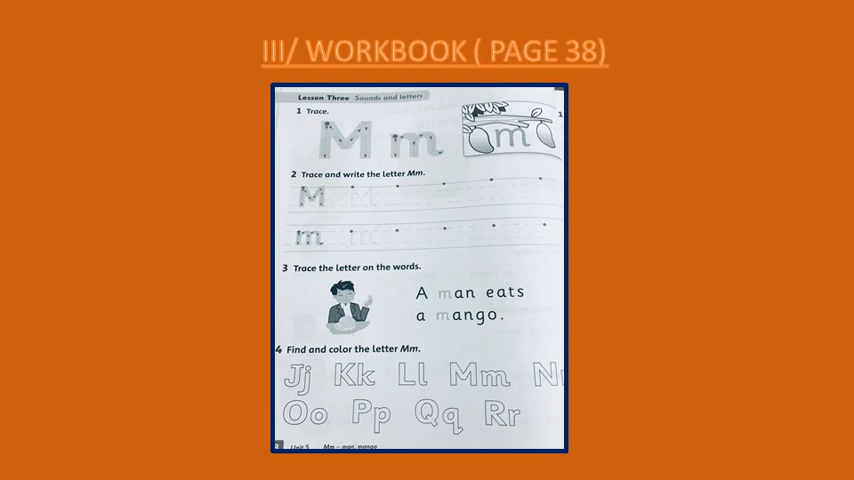 III/ WORKBOOK ( PAGE 38)
Lesson Three Sounds and letters
1 Trace.
1
M m
m
2 Trace and write the letter Mm.
M M
m m
3 Trace the letter on the words.
A man eats
a mango.
4 Find and color the letter Mm.
Jj Kk Ll Mm N
Oo Pp Qq Rr
Unit 5 Mm – man, mango